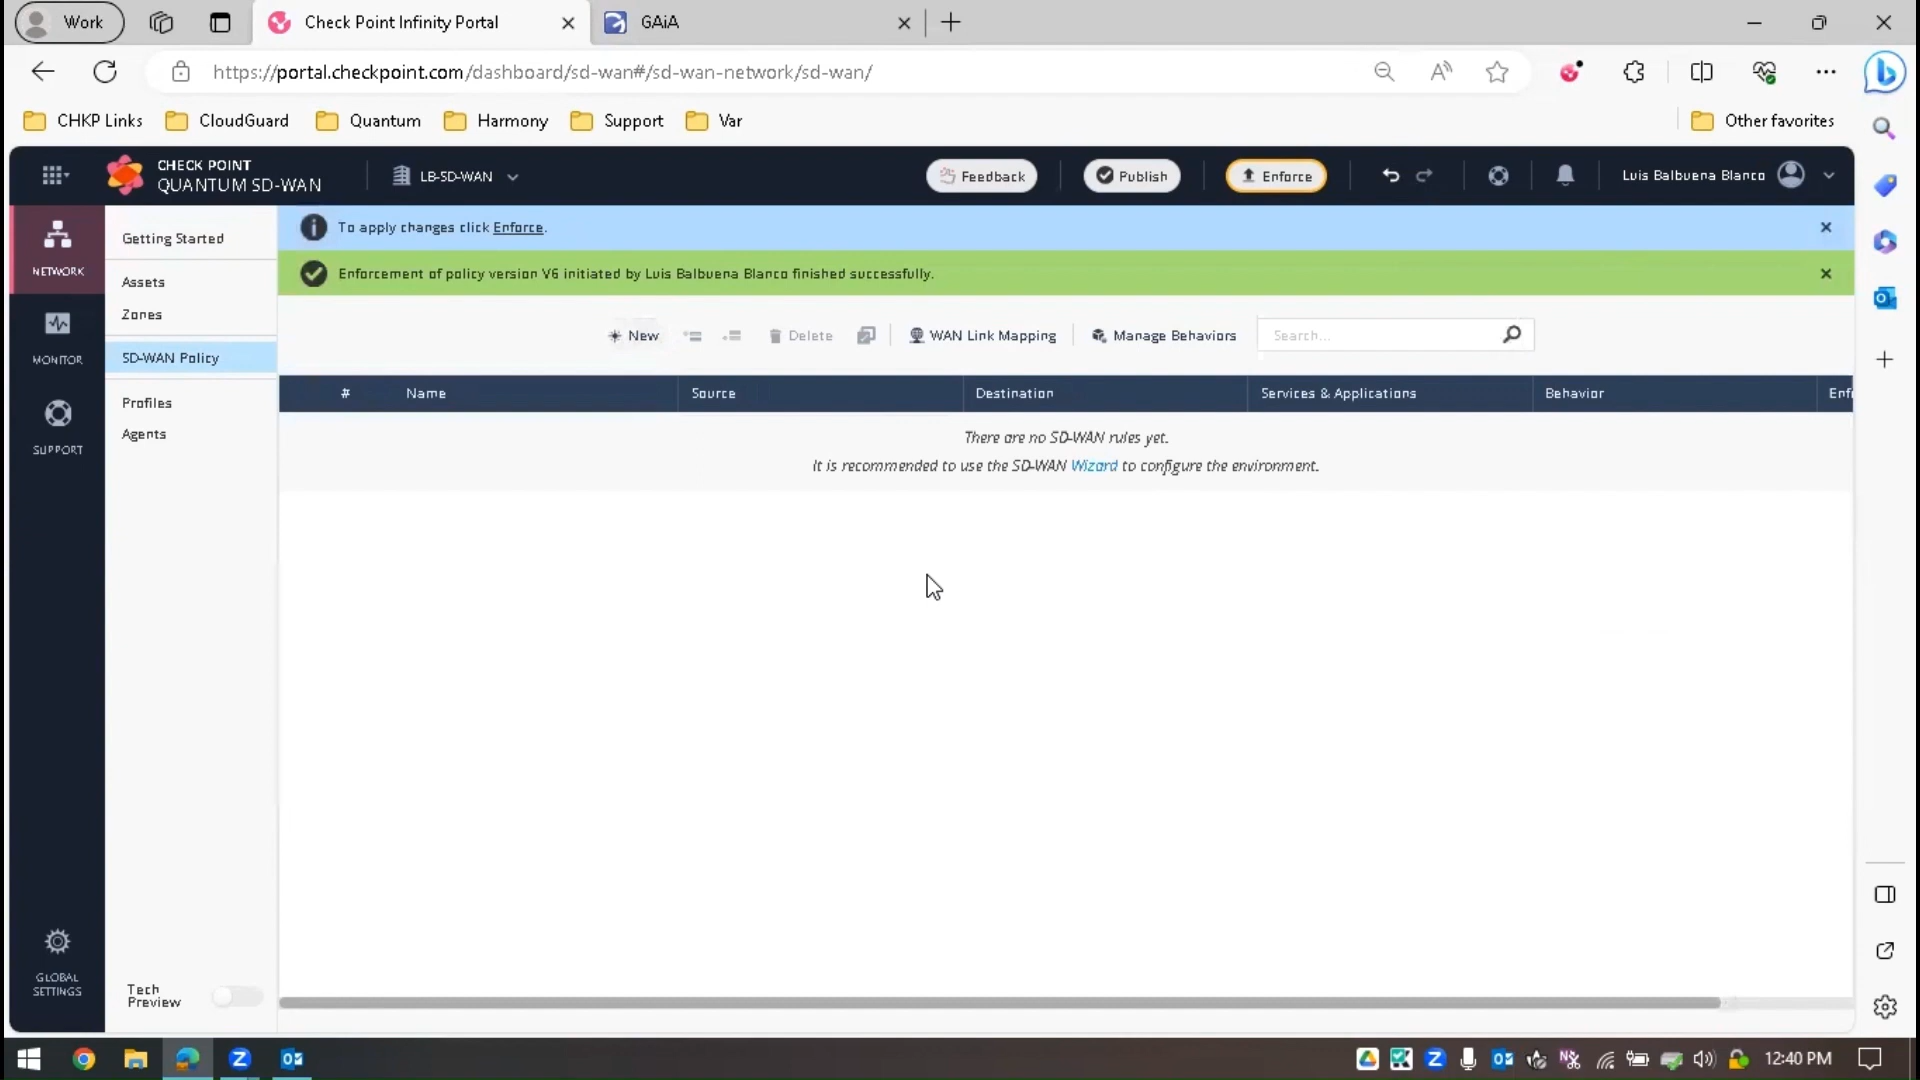 Work
Check Point Infinity Portal
GAiA
https://portal.checkpoint.com/dashboard/sd-wan#/sd-wan-network/sd-wan/
CHKP Links
CloudGuard
Quantum
Harmony
Support
Var
Other favorites
CHECK POINT
QUANTUM SD-WAN
LB-SD-WAN
Feedback
Publish
Enforce
Luis Balbuena Blanco
NETWORK
MONITOR
SUPPORT
GLOBAL
SETTINGS
Getting Started
Assets
Zones
SD-WAN Policy
Profiles
Agents
Tech
Preview
To apply changes click Enforce.
Enforcement of policy version V6 initiated by Luis Balbuena Blanco finished successfully.
New
Delete
WAN Link Mapping
Manage Behaviors
Search...
# Name Source Destination Services & Applications Behavior Enf
There are no SD-WAN rules yet.
It is recommended to use the SD-WAN Wizard to configure the environment.
12:40 PM